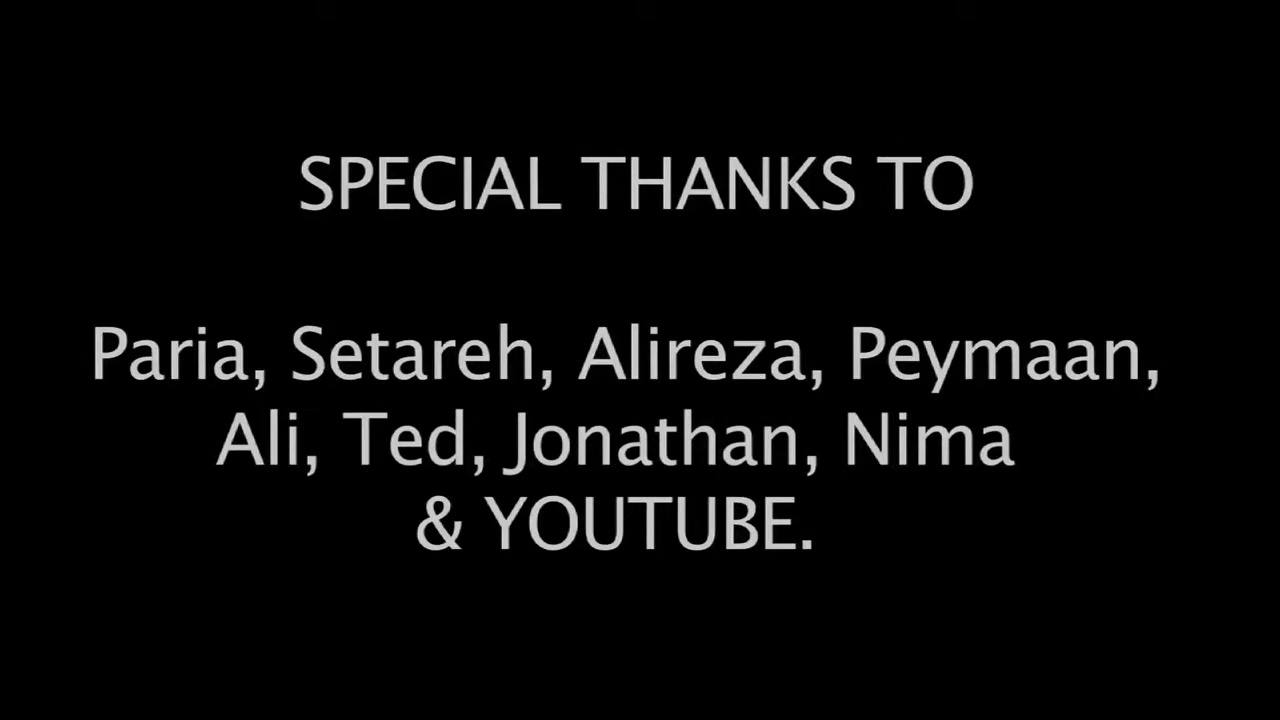 SPECIAL THANKS TO
Paria, Setareh, Alireza, Peymaan,
Ali, Ted, Jonathan, Nima
& YOUTUBE.